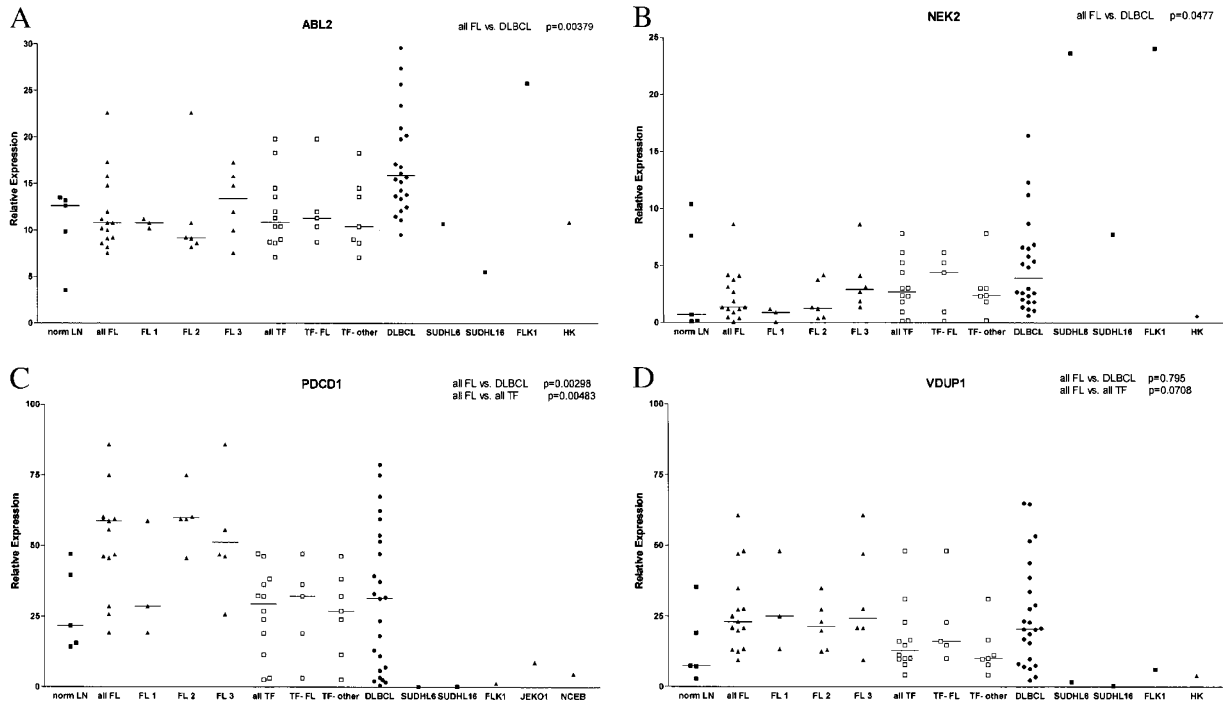 A
ABL2
all FL vs. DLBCL p=0.00379
Relative Expression
30
25
20
15
10
5
0
norm LN all FL FL 1 FL 2 FL 3 all TF TF- FL TF- other DLBCL SUDHL6 SUDHL16 FLK1 HK
B
NEK2
all FL vs. DLBCL p=0.0477
Relative Expression
25
20
15
10
5
0
norm LN all FL FL 1 FL 2 FL 3 all TF TF- FL TF- other DLBCL SUDHL6 SUDHL16 FLK1 HK
C
PDCD1
all FL vs. DLBCL p=0.00298
all FL vs. all TF p=0.00483
Relative Expression
100
75
50
25
0
norm LN all FL FL 1 FL 2 FL 3 all TF TF- FL TF- other DLBCL SUDHL6 SUDHL16 FLK1 JEKO1 NCEB
D
VDUP1
all FL vs. DLBCL p=0.795
all FL vs. all TF p=0.0708
Relative Expression
100
75
50
25
0
norm LN all FL FL 1 FL 2 FL 3 all TF TF- FL TF- other DLBCL SUDHL6 SUDHL16 FLK1 HK